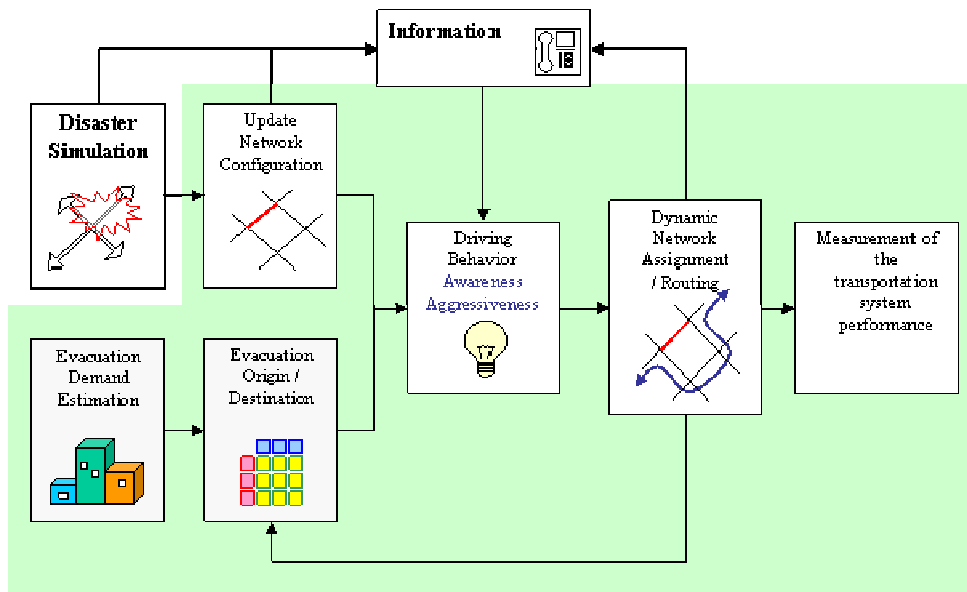 Information
Disaster
Simulation
Update
Network
Configuration
Driving
Behavior
Awareness
Aggressiveness
Dynamic
Network
Assignment
/ Routing
Measurement of
the
transportation
system
performance
Evacuation
Demand
Estimation
Evacuation
Origin /
Destination